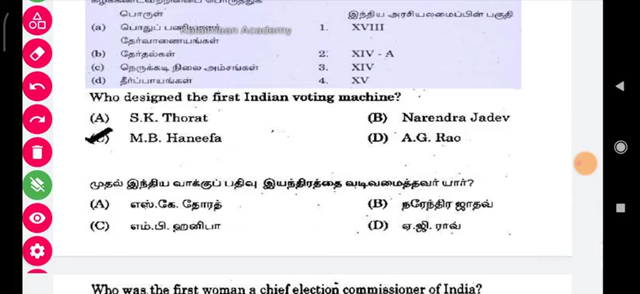 பொருள் இந்திய அரசியலமைப்பின் பகுதி
(a) பொதுப் 1. XVIII
Kalaimaan Academy
தேர்வாணையங்கள்
(b) தேர்தல்கள் 2. XIV - A
(c) நெருக்கடி நிலை அம்சங்கள் 3. XIV
(d) தீர்ப்பாயங்கள் 4. XV
Who designed the first Indian voting machine?
(A) S.K. Thorat (B) Narendra Jadev
(C) M.B. Haneefa (D) A.G. Rao
முதல் இந்திய வாக்குப் பதிவு இயந்திரத்தை வடிவமைத்தவர் யார்?
(A) எஸ்.கே. தோரத் (B) நரேந்திர ஜாதவ்
(C) எம்.பி. ஹனிபா (D) ஏ.ஜி. ராவ்
Who was the first woman a chief election commissioner of India?